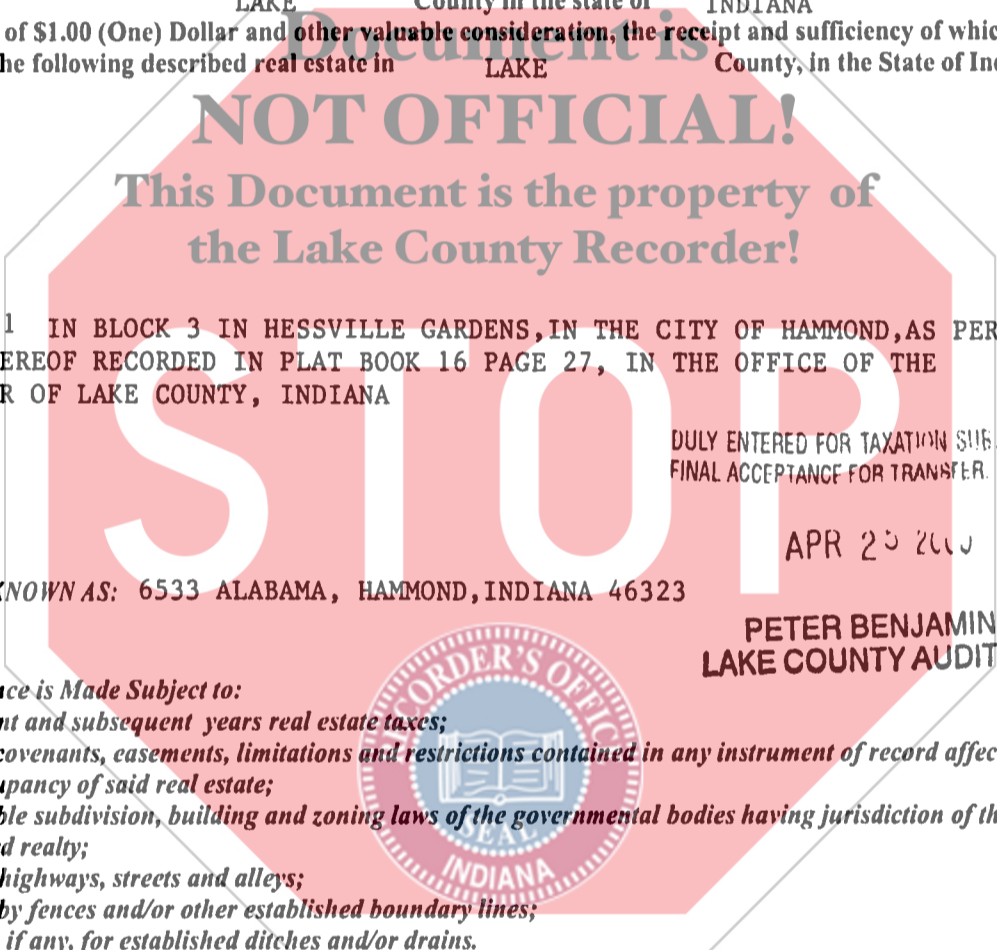 LAKE County in the state of INDIANA
of $1.00 (One) Dollar and other valuable consideration, the receipt and sufficiency of whic
he following described real estate in LAKE County, in the State of Ind
Document is
NOT OFFICIAL!
This Document is the property of
the Lake County Recorder!
1 IN BLOCK 3 IN HESSVILLE GARDENS,IN THE CITY OF HAMMOND,AS PER
EREOF RECORDED IN PLAT BOOK 16 PAGE 27, IN THE OFFICE OF THE
R OF LAKE COUNTY, INDIANA
STOP
DULY ENTERED FOR TAXATION SUB
FINAL ACCEPTANCE FOR TRANSFER.
APR
KNOWN AS: 6533 ALABAMA, HAMMOND,INDIANA 46323
PETER BENJAMIN
LAKE COUNTY AUDIT
RECORDER'S OFFIC
SEAL
INDIANA
nce is Made Subject to:
nt and subsequent years real estate taxes;
covenants, easements, limitations and restrictions contained in any instrument of record affec
upancy of said real estate;
ble subdivision, building and zoning laws of the governmental bodies having jurisdiction of th
d realty;
highways, streets and alleys;
by fences and/or other established boundary lines;
if any, for established ditches and/or drains.